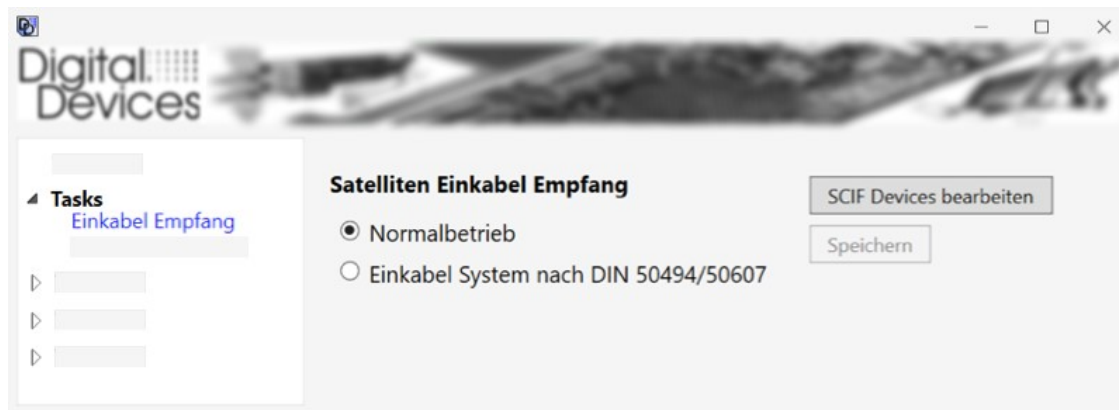 Digital
Devices
Tasks
Einkabel Empfang
Satelliten Einkabel Empfang
Normalbetrieb
Einkabel System nach DIN 50494/50607
SCIF Devices bearbeiten
Speichern